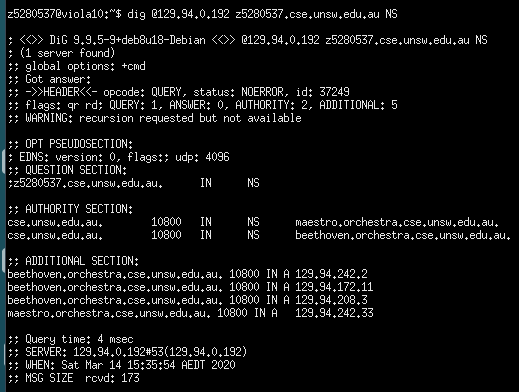 z5280537@viola10:~$ dig @129.94.0.192 z5280537.cse.unsw.edu.au NS
; <<>> DiG 9.9.5-9+deb8u18-Debian <<>> @129.94.0.192 z5280537.cse.unsw.edu.au NS
; (1 server found)
;; global options: +cmd
;; Got answer:
;; ->>HEADER<<- opcode: QUERY, status: NOERROR, id: 37249
;; flags: qr rd; QUERY: 1, ANSWER: 0, AUTHORITY: 2, ADDITIONAL: 5
;; WARNING: recursion requested but not available
;; OPT PSEUDOSECTION:
; EDNS: version: 0, flags:; udp: 4096
;; QUESTION SECTION:
;z5280537.cse.unsw.edu.au. IN NS
;; AUTHORITY SECTION:
cse.unsw.edu.au. 10800 IN NS maestro.orchestra.cse.unsw.edu.au.
cse.unsw.edu.au. 10800 IN NS beethoven.orchestra.cse.unsw.edu.au.
;; ADDITIONAL SECTION:
beethoven.orchestra.cse.unsw.edu.au. 10800 IN A 129.94.242.2
beethoven.orchestra.cse.unsw.edu.au. 10800 IN A 129.94.172.11
beethoven.orchestra.cse.unsw.edu.au. 10800 IN A 129.94.208.3
maestro.orchestra.cse.unsw.edu.au. 10800 IN A 129.94.242.33
;; Query time: 4 msec
;; SERVER: 129.94.0.192#53(129.94.0.192)
;; WHEN: Sat Mar 14 15:35:54 AEDT 2020
;; MSG SIZE rcvd: 173